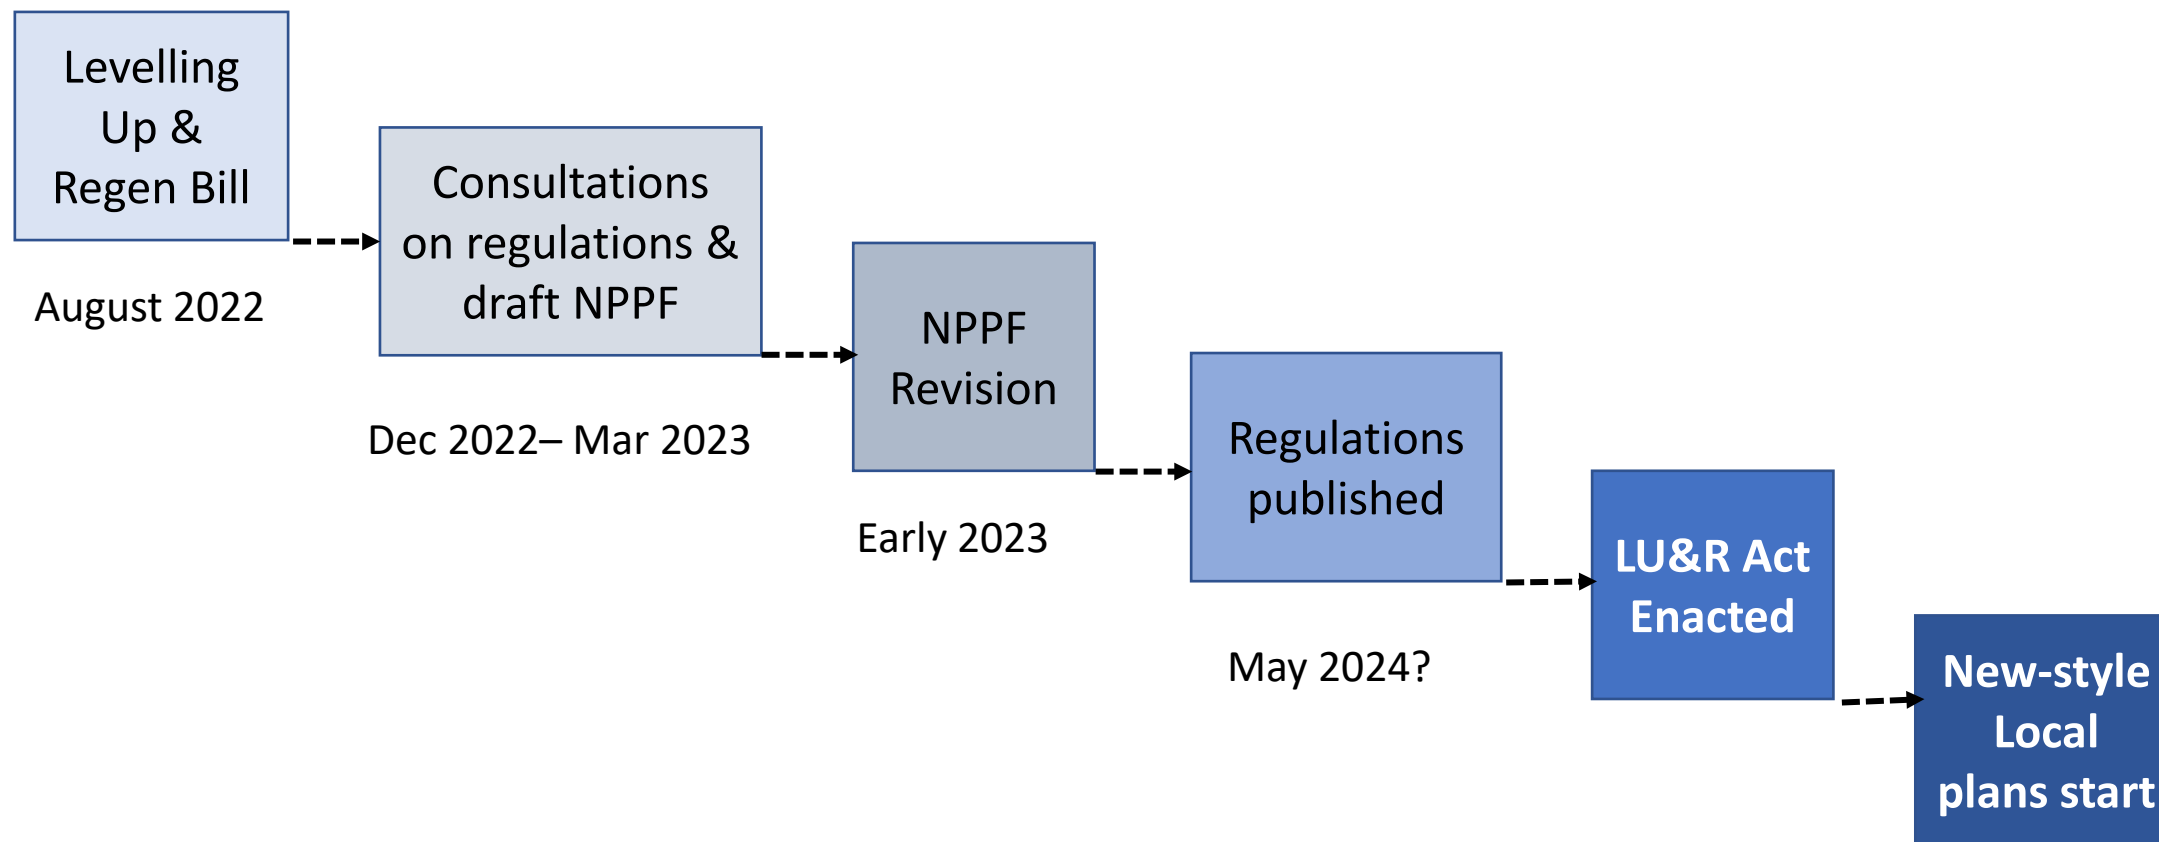 Levelling
Up &
Regen Bill
August 2022
Consultations
on regulations &
draft NPPF
Dec 2022– Mar 2023
NPPF
Revision
Early 2023
Regulations
published
May 2024?
LU&R Act
Enacted
New-style
Local
plans start